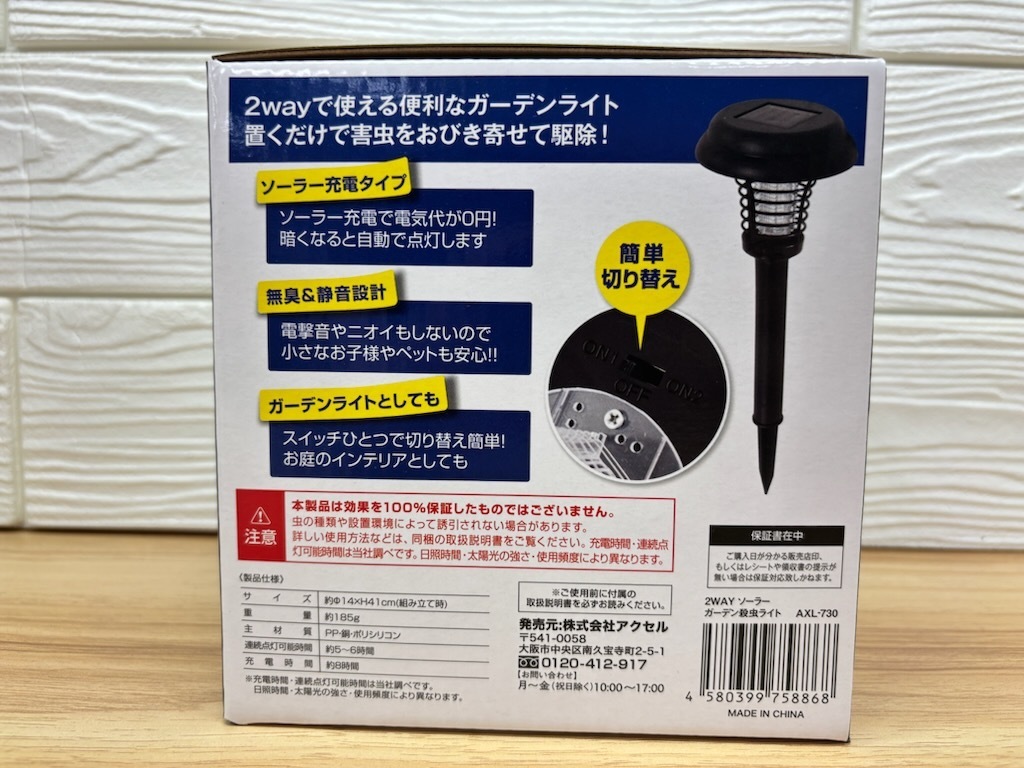 2wayで使える便利なガーデンライト
置くだけで害虫をおびき寄せて駆除!
ソーラー充電タイプ
ソーラー充電で電気代が0円!
暗くなると自動で点灯します
無臭&静音設計
電撃音やニオイもしないので
小さなお子様やペットも安心!!
ガーデンライトとしても
スイッチひとつで切り替え簡単!
お庭のインテリアとしても
簡単
切り替え
ON1
ON2
OFF
注意
本製品は効果を100%保証したものではございません。
虫の種類や設置環境によって誘引されない場合があります。
詳しい使用方法などは、同梱の取扱説明書をご覧ください。充電時間・連続点
灯可能時間は当社調べです。日照時間・太陽光の強さ・使用頻度により異なります。
〈製品仕様〉
サイズ 約Φ14×H41cm(組み立て時)
重量 約185g
主材質 PP・銅・ポリシリコン
連続点灯可能時間 約5〜6時間
充電時間 約8時間
※充電時間・連続点灯可能時間は当社調べです。
日照時間・太陽光の強さ・使用頻度により異なります。
※ご使用前に付属の
取扱説明書を必ずお読みください。
発売元:株式会社アクセル
〒541-0058
大阪市中央区南久宝寺町2-5-1
0120-412-917
【お問い合わせ】
月〜金(祝日除く)10:00〜17:00
保証書在中
ご購入日が分かる販売店印、
もしくはレシートや領収書の提示が
無い場合は保証対応致しかねます。
2WAY ソーラー
ガーデン殺虫ライト AXL-730
4 580399 758868
MADE IN CHINA